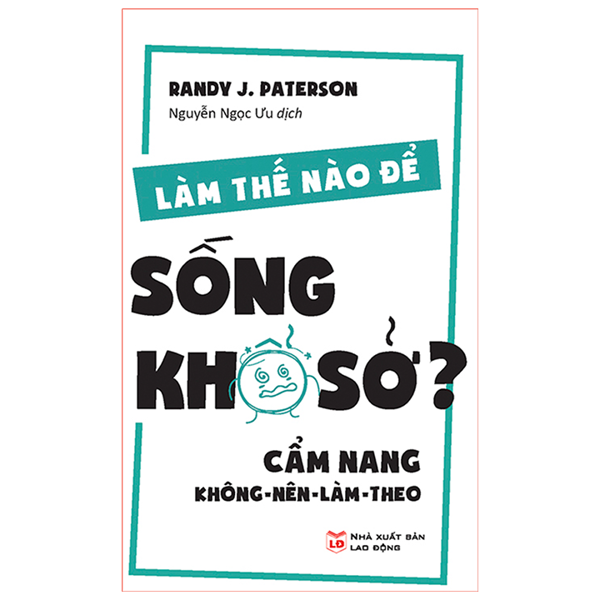 RANDY J. PATERSON
Nguyễn Ngọc Ưu dịch
LÀM THẾ NÀO ĐỂ
SỐNG
KHỔ SỞ?
CẨM NANG
KHÔNG-NÊN-LÀM-THEO
LĐ
NHÀ XUẤT BẢN
LAO ĐỘNG